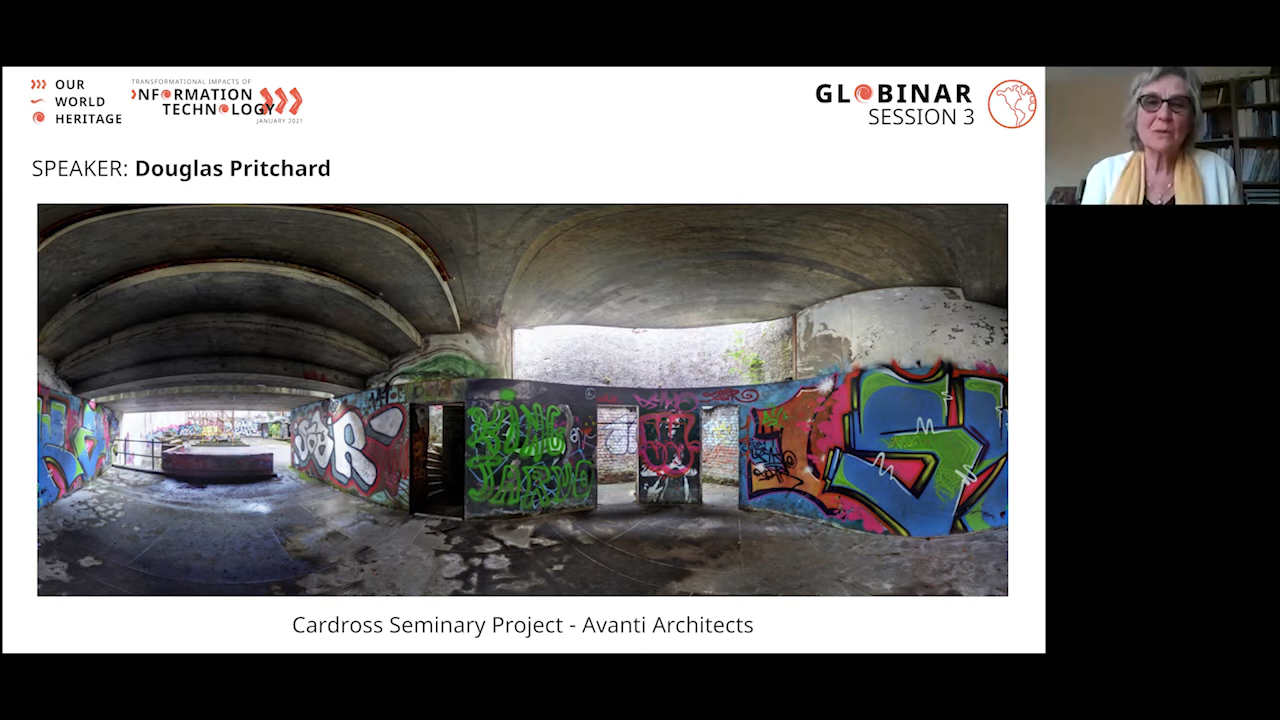 OUR
WORLD
HERITAGE
TRANSFORMATIONAL IMPACTS OF
INFORMATION
TECHNOLOGY
JANUARY 2021
GLOBINAR
SESSION 3
SPEAKER: Douglas Pritchard
Cardross Seminary Project - Avanti Architects